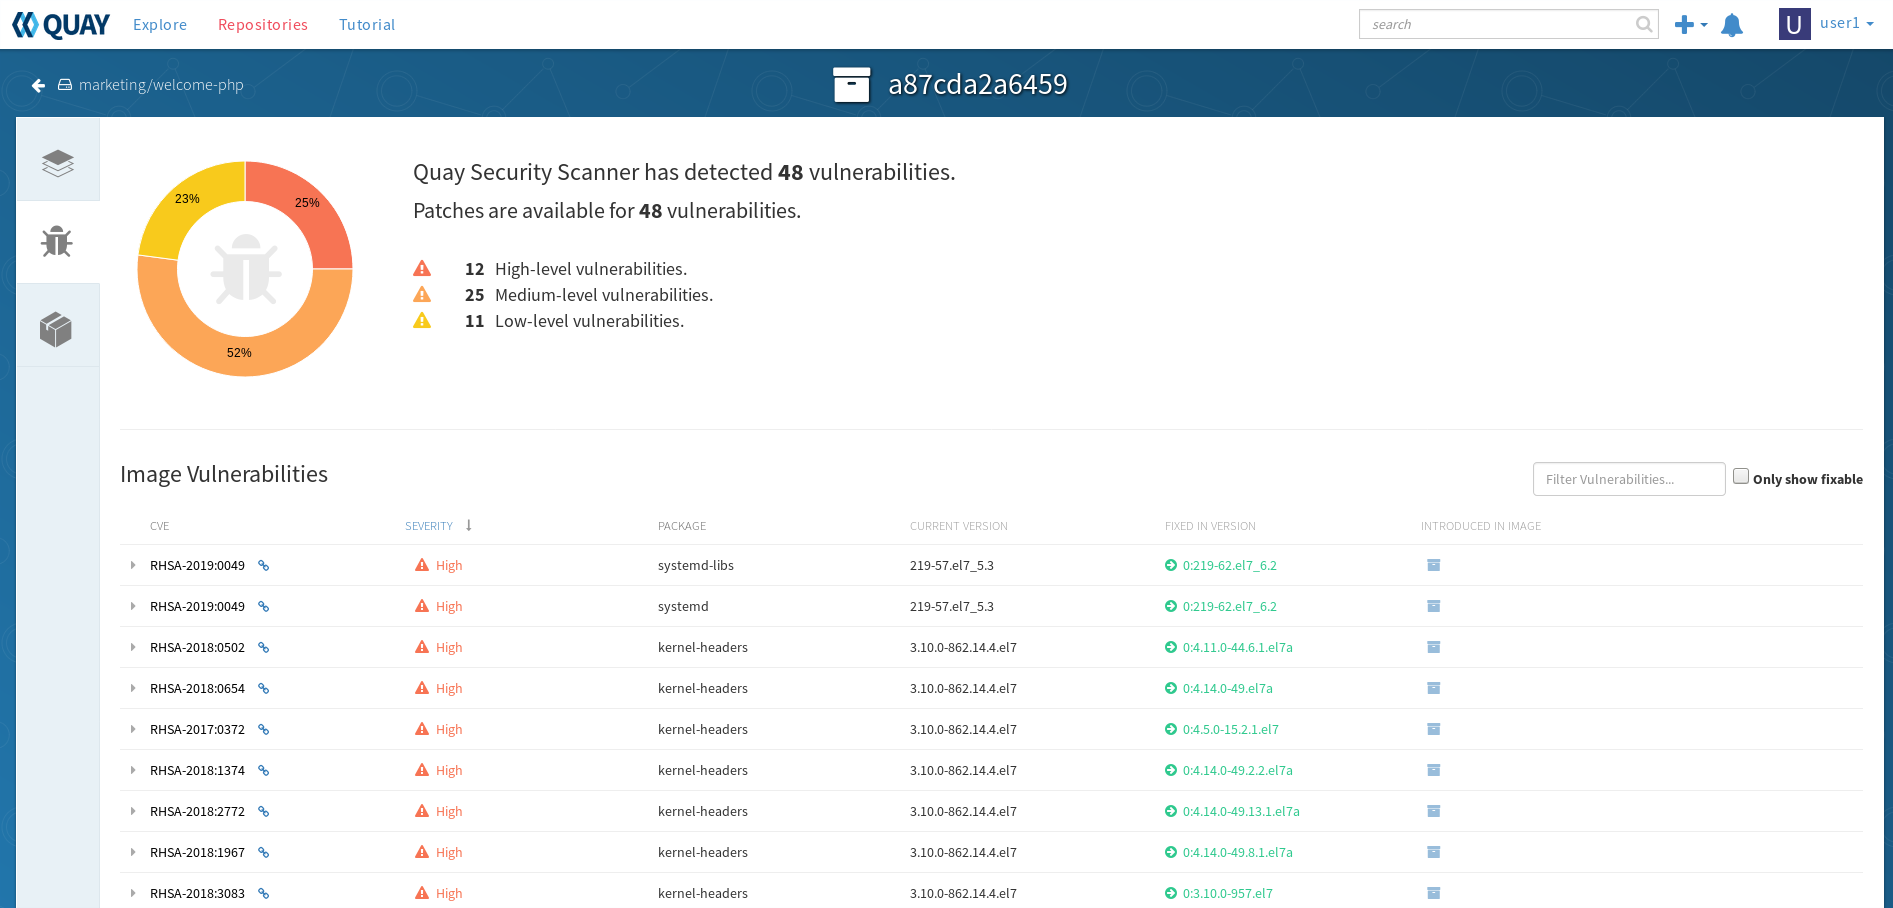 QUAY Explore Repositories Tutorial search U user1
marketing/welcome-php a87cda2a6459
Quay Security Scanner has detected 48 vulnerabilities.
Patches are available for 48 vulnerabilities.
23% 25%
52%
12 High-level vulnerabilities.
25 Medium-level vulnerabilities.
11 Low-level vulnerabilities.
Image Vulnerabilities Filter Vulnerabilities... Only show fixable
CVE SEVERITY PACKAGE CURRENT VERSION FIXED IN VERSION INTRODUCED IN IMAGE
RHSA-2019:0049 High systemd-libs 219-57.el7_5.3 0:219-62.el7_6.2
RHSA-2019:0049 High systemd 219-57.el7_5.3 0:219-62.el7_6.2
RHSA-2018:0502 High kernel-headers 3.10.0-862.14.4.el7 0:4.11.0-44.6.1.el7a
RHSA-2018:0654 High kernel-headers 3.10.0-862.14.4.el7 0:4.14.0-49.el7a
RHSA-2017:0372 High kernel-headers 3.10.0-862.14.4.el7 0:4.5.0-15.2.1.el7
RHSA-2018:1374 High kernel-headers 3.10.0-862.14.4.el7 0:4.14.0-49.2.2.el7a
RHSA-2018:2772 High kernel-headers 3.10.0-862.14.4.el7 0:4.14.0-49.13.1.el7a
RHSA-2018:1967 High kernel-headers 3.10.0-862.14.4.el7 0:4.14.0-49.8.1.el7a
RHSA-2018:3083 High kernel-headers 3.10.0-862.14.4.el7 0:3.10.0-957.el7